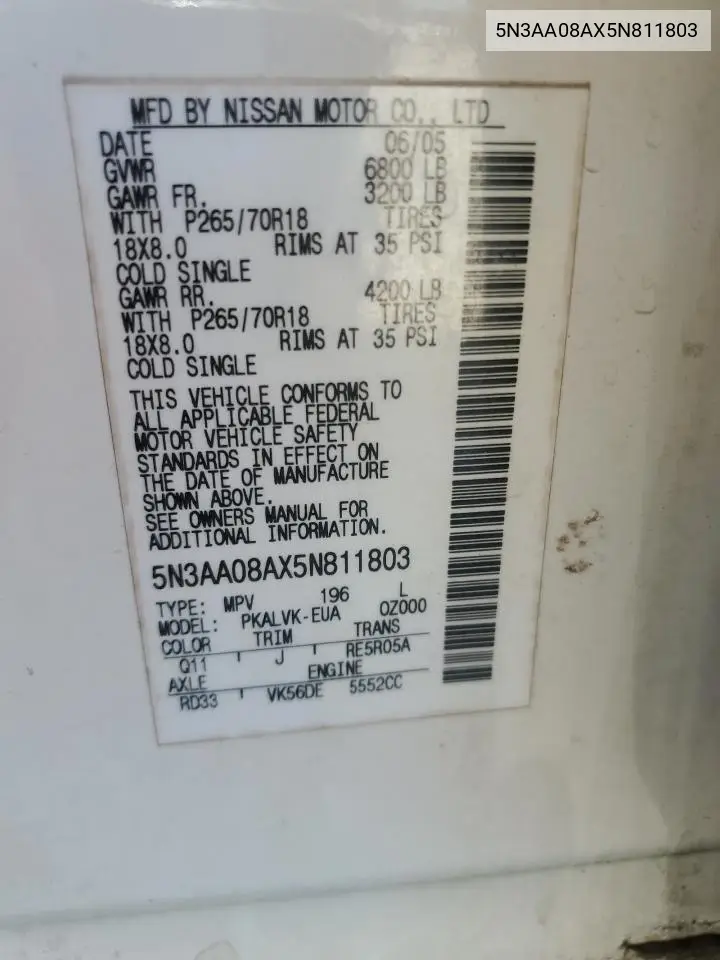 5N3AA08AX5N811803
MFD BY NISSAN MOTOR CO., LTD
DATE 06/05
GVWR 6800 LB
GAWR FR. 3200 LB
WITH P265/70R18 TIRES
18X8.0 RIMS AT 35 PSI
COLD SINGLE
GAWR RR. 4200 LB
WITH P265/70R18 TIRES
18X8.0 RIMS AT 35 PSI
COLD SINGLE
THIS VEHICLE CONFORMS TO
ALL APPLICABLE FEDERAL
MOTOR VEHICLE SAFETY
STANDARDS IN EFFECT ON
THE DATE OF MANUFACTURE
SHOWN ABOVE.
SEE OWNERS MANUAL FOR
ADDITIONAL INFORMATION.
5N3AA08AX5N811803
TYPE: MPV 196 L
MODEL: PKALVK-EUA 0Z000
COLOR TRIM TRANS
Q11 J RE5R05A
AXLE ENGINE
RD33 VK56DE 5552CC